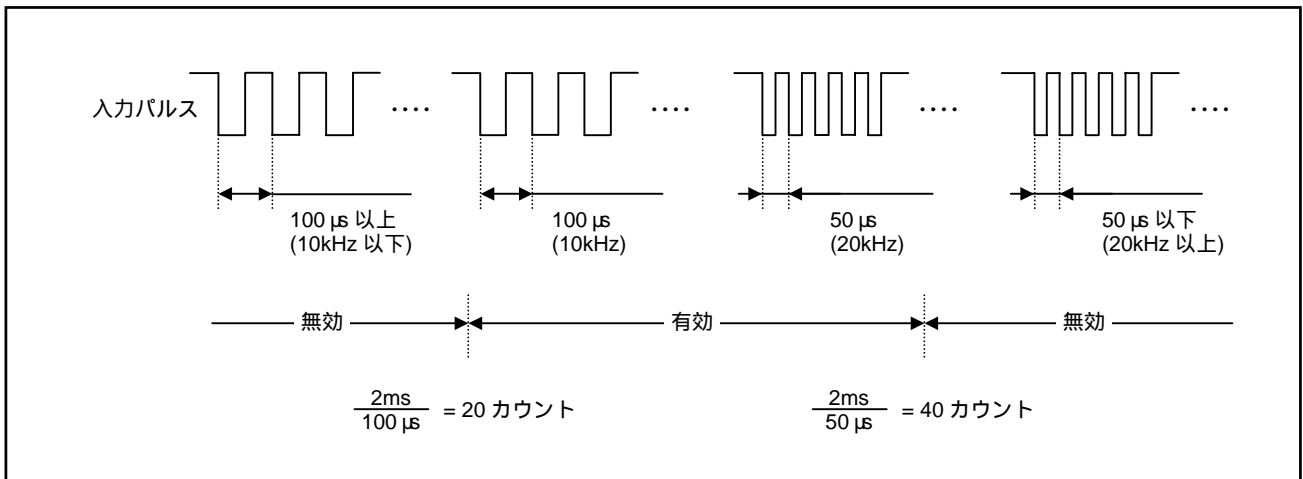 入力パルス
....
....
....
....
100 µs 以上
(10kHz 以下)
100 µs
(10kHz)
50 µs
(20kHz)
50 µs 以下
(20kHz 以上)
無効
有効
無効
2ms
100 µs
= 20 カウント
2ms
50 µs
= 40 カウント